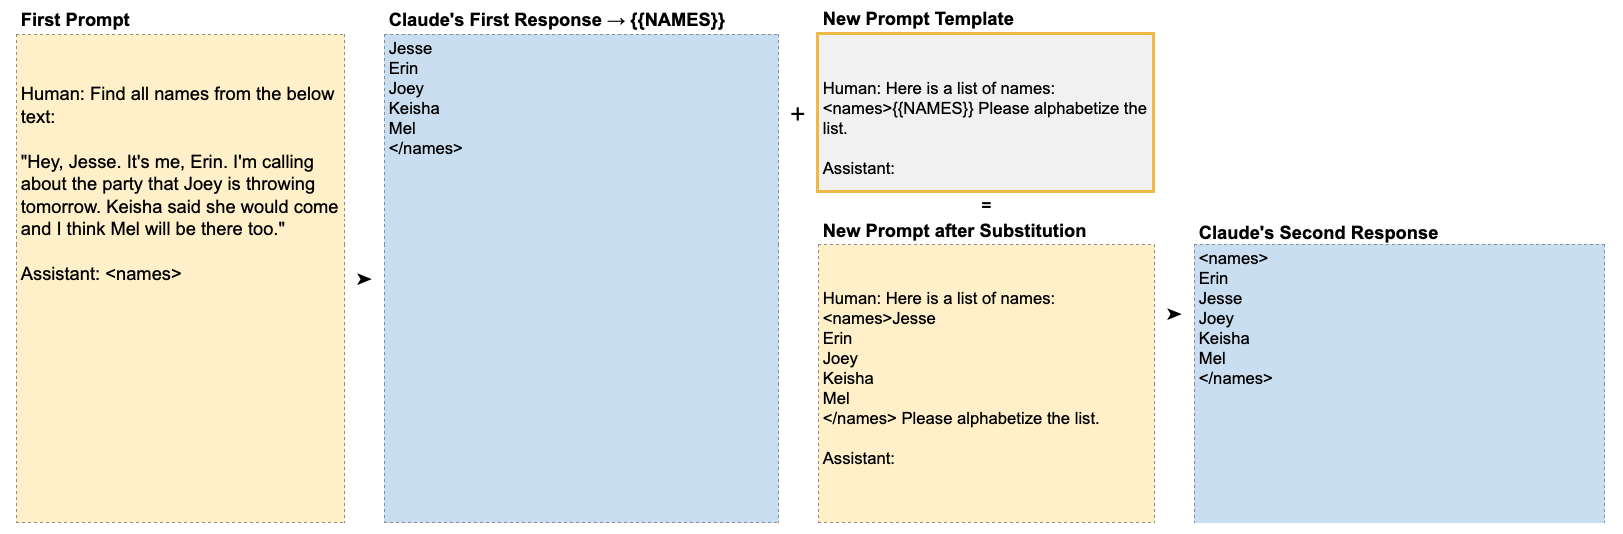 First Prompt
Human: Find all names from the below
text:
"Hey, Jesse. It's me, Erin. I'm calling
about the party that Joey is throwing
tomorrow. Keisha said she would come
and I think Mel will be there too."
Assistant: <names>
➤
Claude's First Response → {{NAMES}}
Jesse
Erin
Joey
Keisha
Mel
</names>
+
New Prompt Template
Human: Here is a list of names:
<names>{{NAMES}} Please alphabetize the
list.
Assistant:
=
New Prompt after Substitution
Human: Here is a list of names:
<names>Jesse
Erin
Joey
Keisha
Mel
</names> Please alphabetize the list.
Assistant:
➤
Claude's Second Response
<names>
Erin
Jesse
Joey
Keisha
Mel
</names>